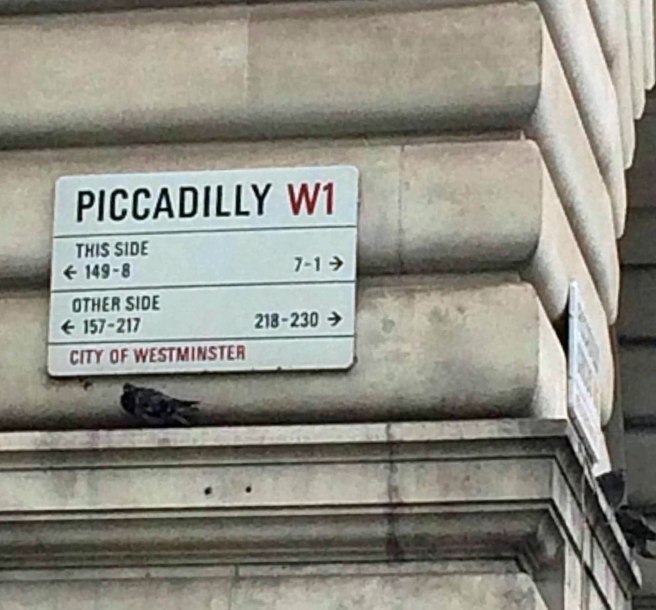 PICCADILLY W1
THIS SIDE
← 149-8 7-1 →
OTHER SIDE
← 157-217 218-230 →
CITY OF WESTMINSTER